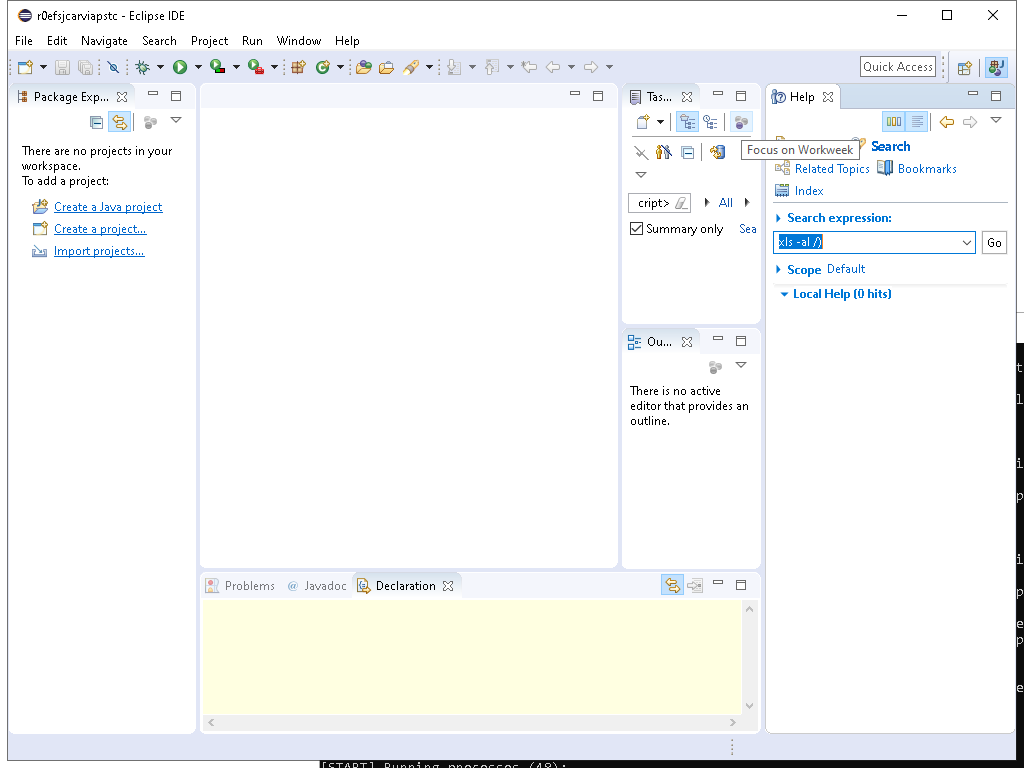 r0efsjcarviapstc - Eclipse IDE
File Edit Navigate Search Project Run Window Help
Quick Access
Package Exp...
There are no projects in your
workspace.
To add a project:
Create a Java project
Create a project...
Import projects...
Tas...
cript> All
Summary only Sea
Ou...
There is no active
editor that provides an
outline.
Help
Focus on Workweek
Search
Related Topics Bookmarks
Index
Search expression:
xls -al /) Go
Scope Default
Local Help (0 hits)
Problems @ Javadoc Declaration
[START] Running processes (48):